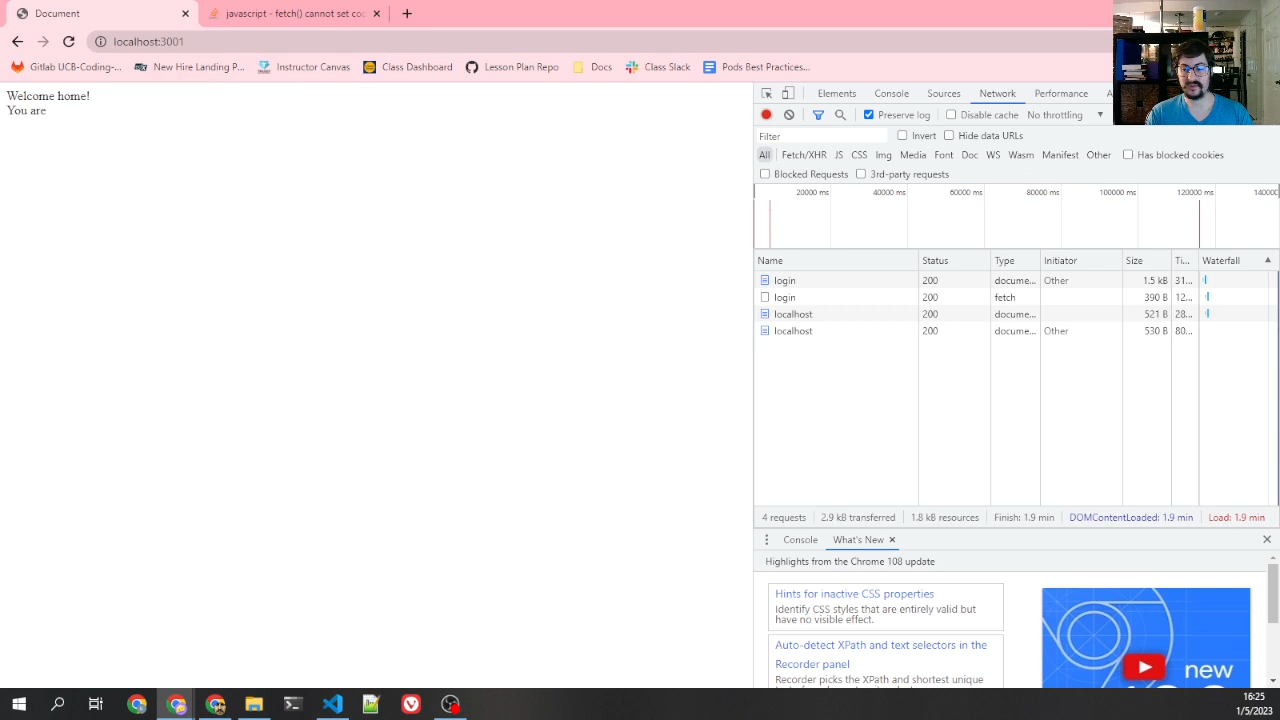 Document
javascript - fetch() cannot set coo
localhost:3001
Gitlab UCB-Coding-...
New Hire Landing P...
Instructor Canvas
Class Dashboard
Lesson Plan Repo
Docs
Class Slack
Pods Best Practices...
Welcome home!
You are
Elements
Console
Sources
Network
Performance
A
Preserve log
Disable cache
No throttling
Filter
Invert
Hide data URLs
All
Fetch/XHR
JS
CSS
Img
Media
Font
Doc
WS
Wasm
Manifest
Other
Has blocked cookies
Blocked Requests
3rd-party requests
20000 ms
40000 ms
60000 ms
80000 ms
100000 ms
120000 ms
140000
Name Status Type Initiator Size Ti... Waterfall
login 200 docume... Other 1.5 kB 31...
login 200 fetch 390 B 12...
localhost 200 docume... 521 B 28...
localhost 200 docume... Other 530 B 80...
4 requests
2.9 kB transferred
1.8 kB resources
Finish: 1.9 min
DOMContentLoaded: 1.9 min
Load: 1.9 min
Console
What's New
Highlights from the Chrome 108 update
Hints for inactive CSS properties
Identify CSS styles that are entirely valid but
have no visible effect.
Auto-detect XPath and text selectors in the
Recorder panel
Recorder picks the XPath and shortest unique
new
16:25
1/5/2023